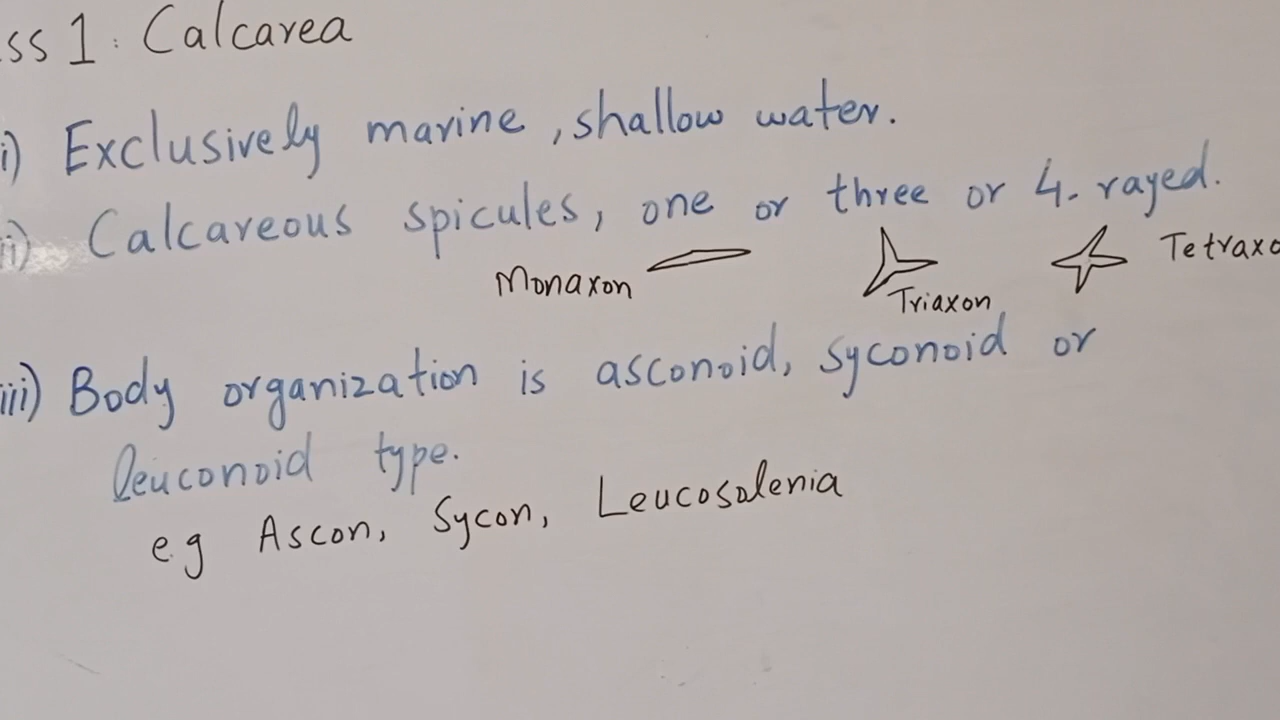 ss 1: Calcarea
i) Exclusively marine, shallow water.
ii) Calcareous spicules, one or three or 4. rayed.
Monaxon Triaxon Tetraxo
iii) Body organization is asconoid, syconoid or
leuconoid type.
e.g Ascon, Sycon, Leucosolenia